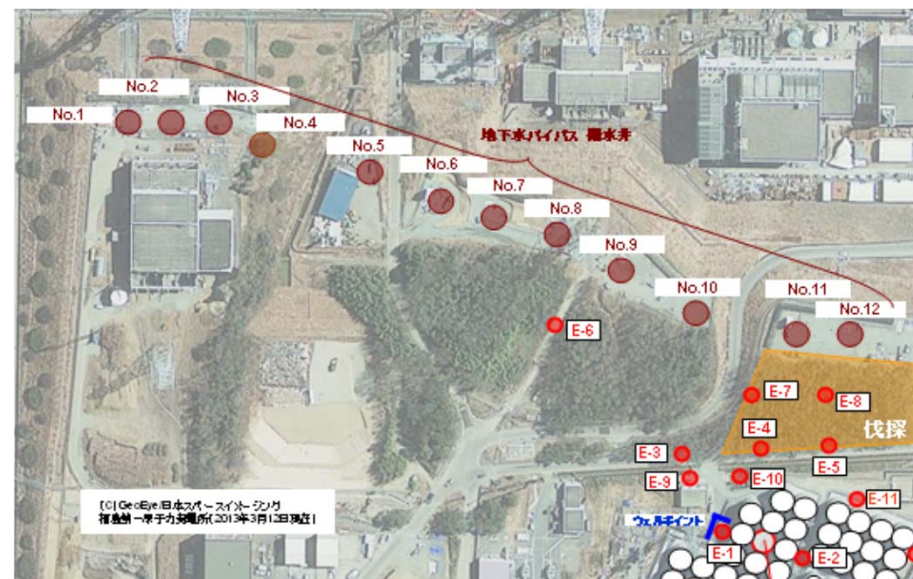 No.2
No.3
No.1
No.4
No.5
No.6
No.7
No.8
No.9
No.10
No.11
No.12
地下水バイパス 揚水井
E-6
E-7
E-8
伐採
E-4
E-3
E-5
E-9
E-10
E-11
ウェルポイント
E-1
E-2
(C)GeoEye/日本スペースイメージング
福島第一原子力発電所(2013年3月12日現在)